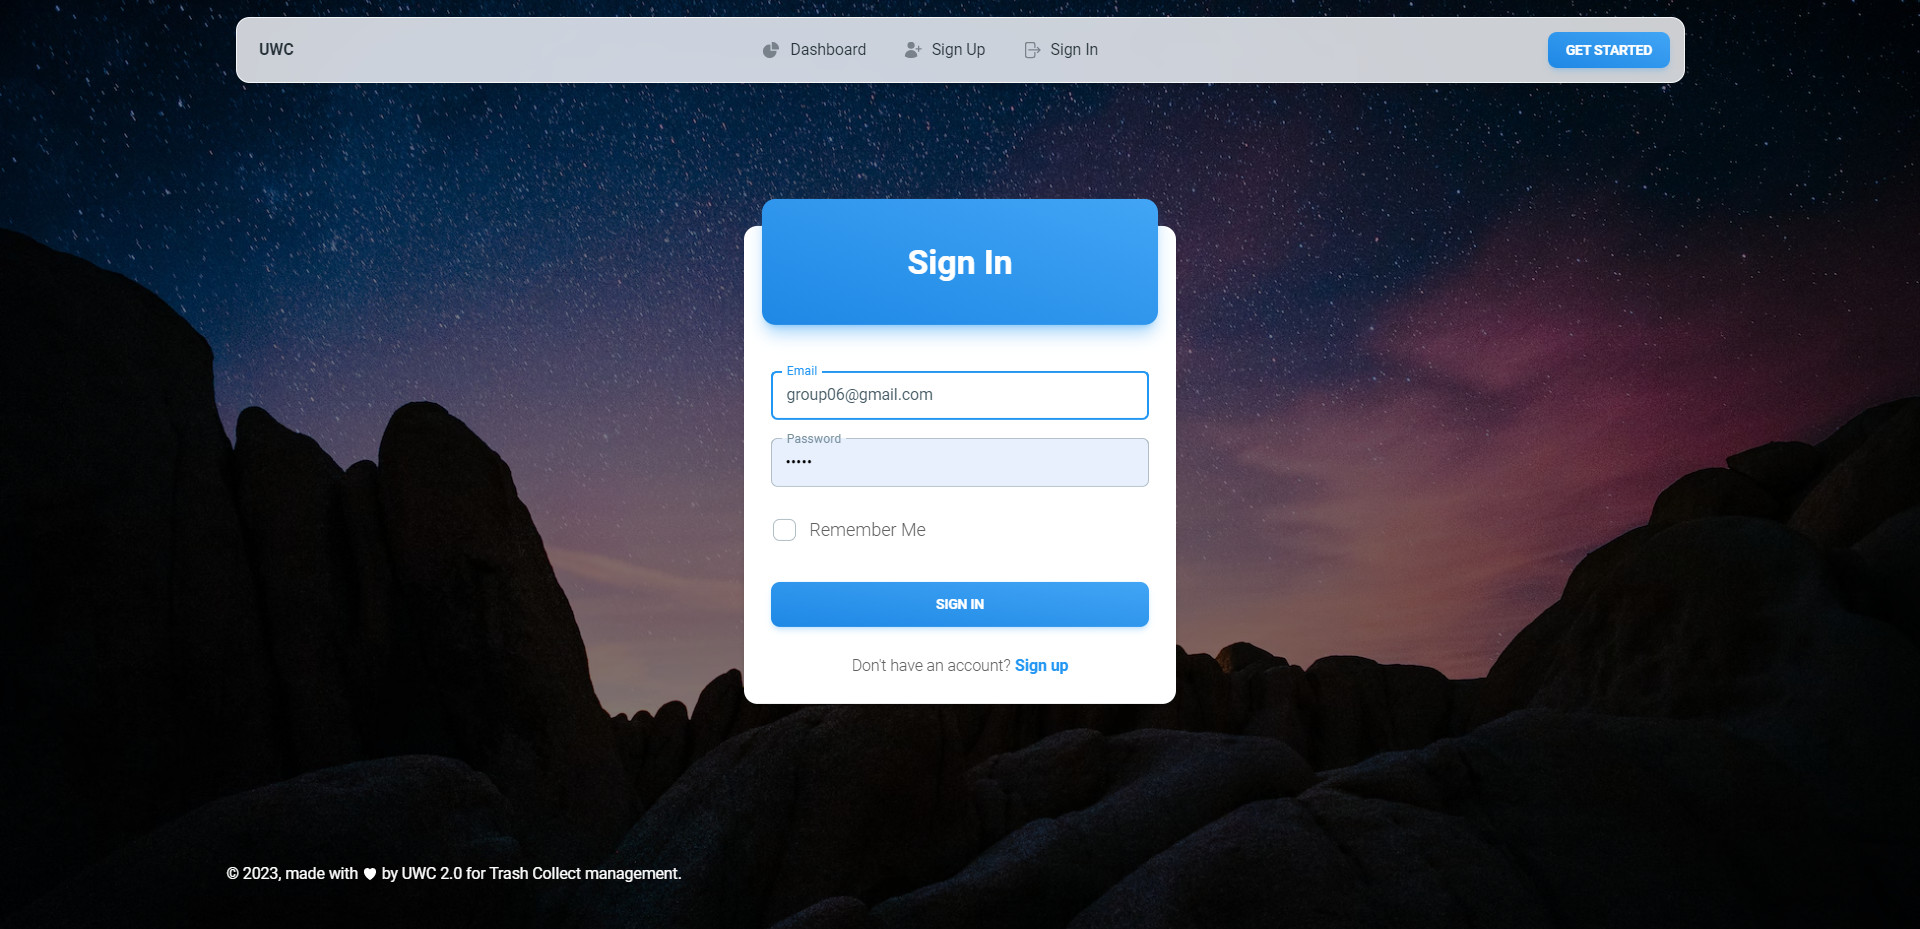 UWC
Dashboard
Sign Up
Sign In
GET STARTED
Sign In
Email
group06@gmail.com
Password
•••••
Remember Me
SIGN IN
Don't have an account? Sign up
© 2023, made with ♥ by UWC 2.0 for Trash Collect management.